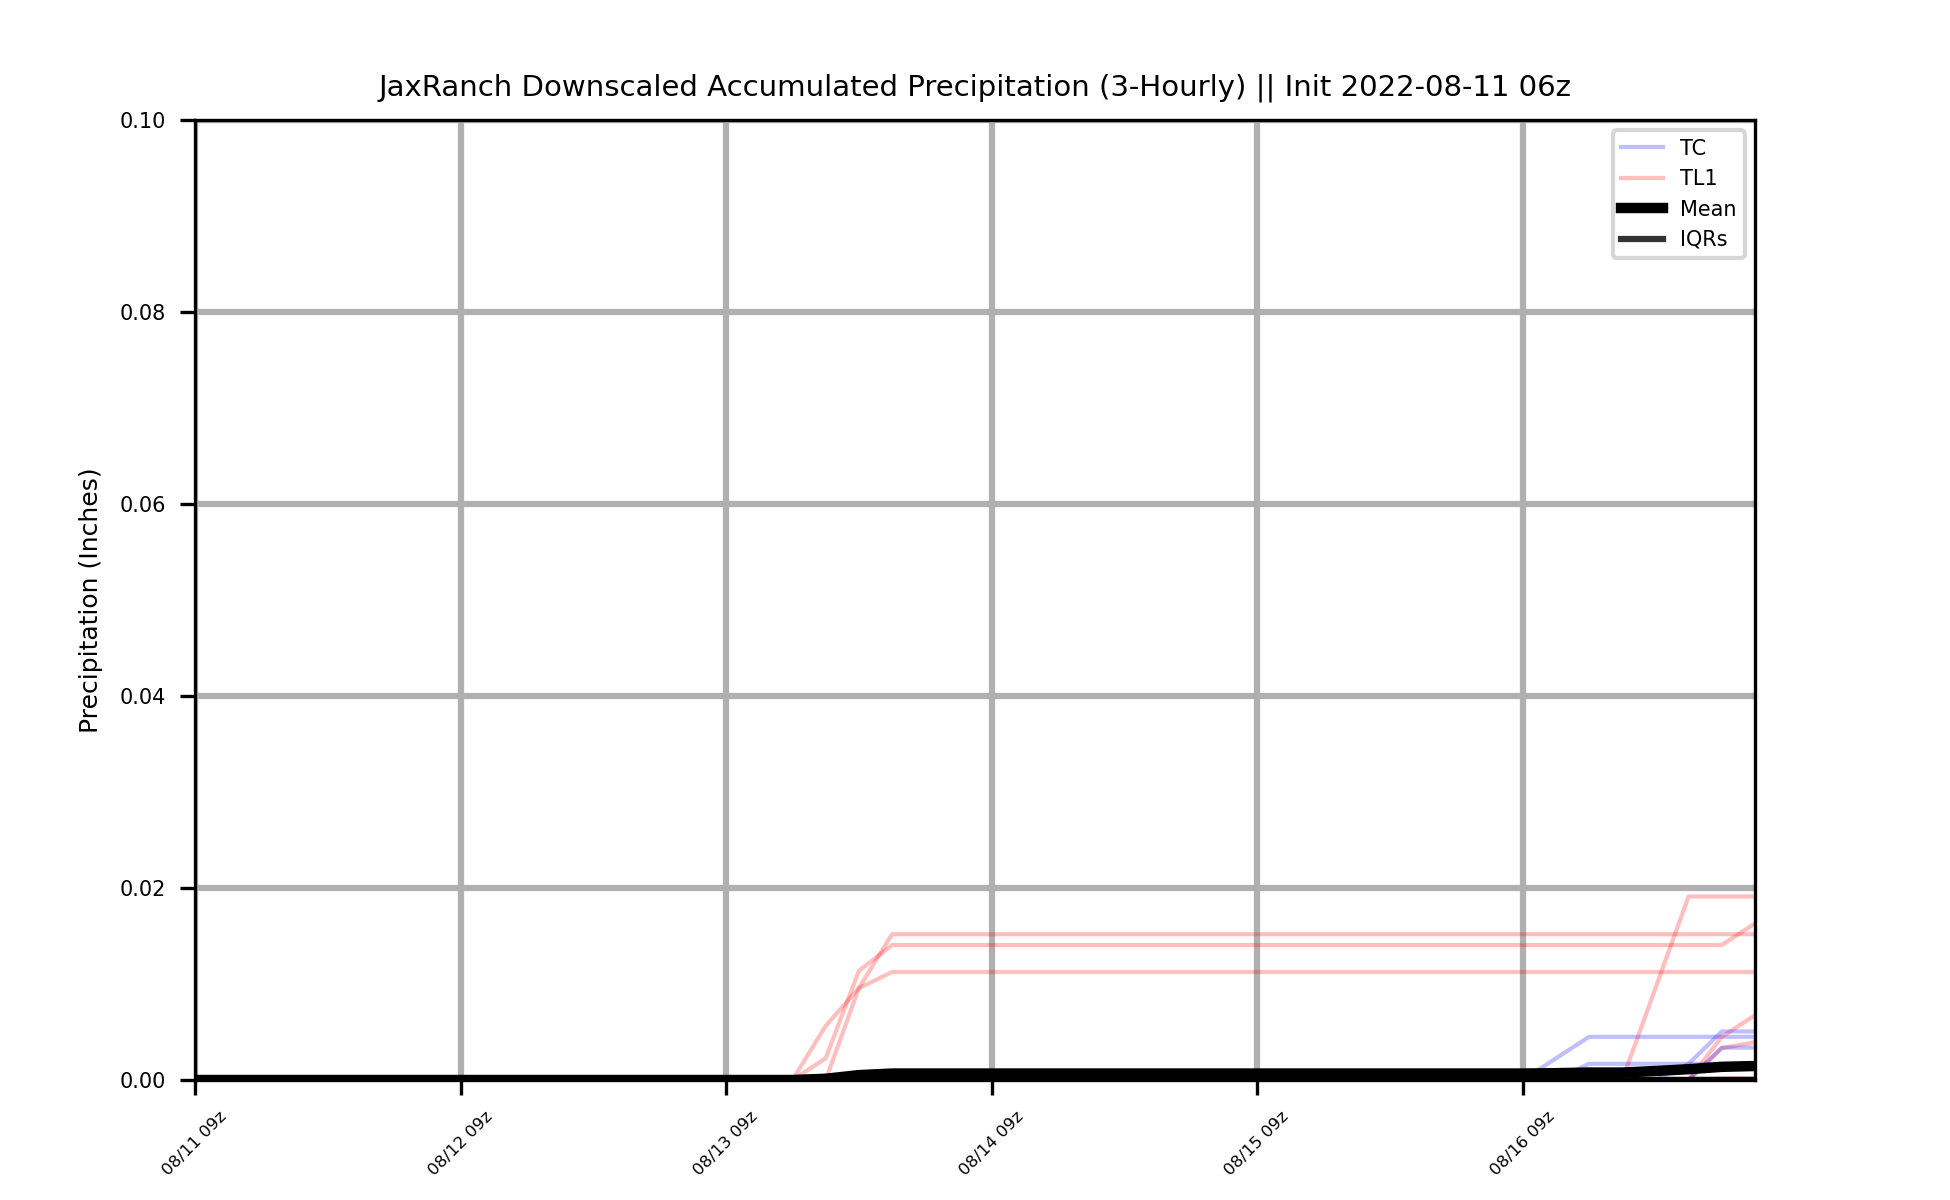 JaxRanch Downscaled Accumulated Precipitation (3-Hourly) || Init 2022-08-11 06z
0.10
0.08
0.06
0.04
0.02
0.00
Precipitation (Inches)
TC
TL1
Mean
IQRs
08/11 09z
08/12 09z
08/13 09z
08/14 09z
08/15 09z
08/16 09z